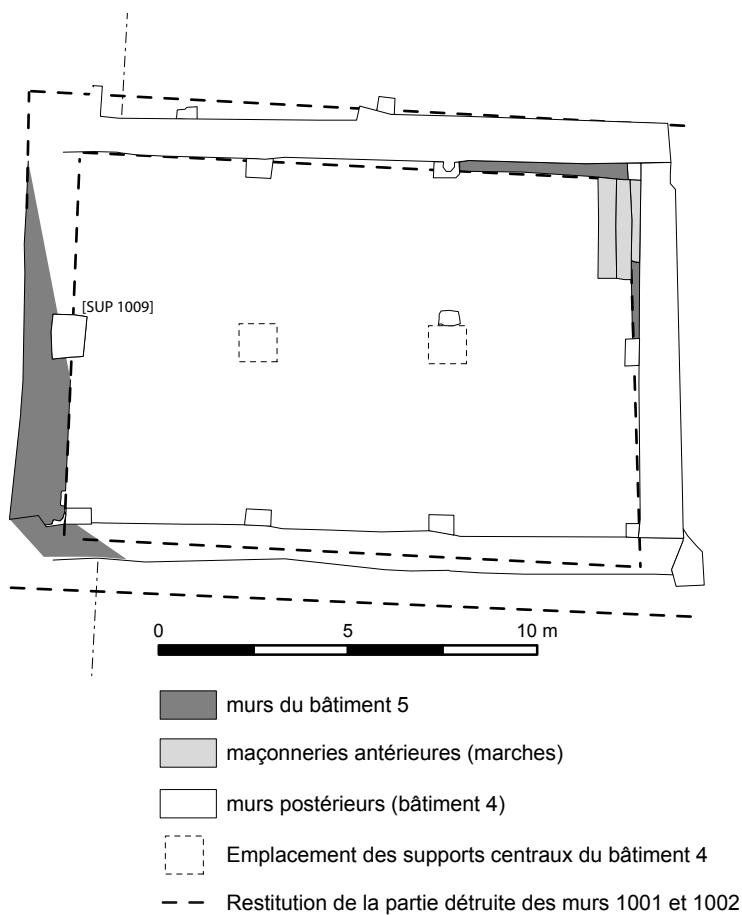 [SUP 1009]
0 5 10 m
murs du bâtiment 5
maçonneries antérieures (marches)
murs postérieurs (bâtiment 4)
Emplacement des supports centraux du bâtiment 4
Restitution de la partie détruite des murs 1001 et 1002